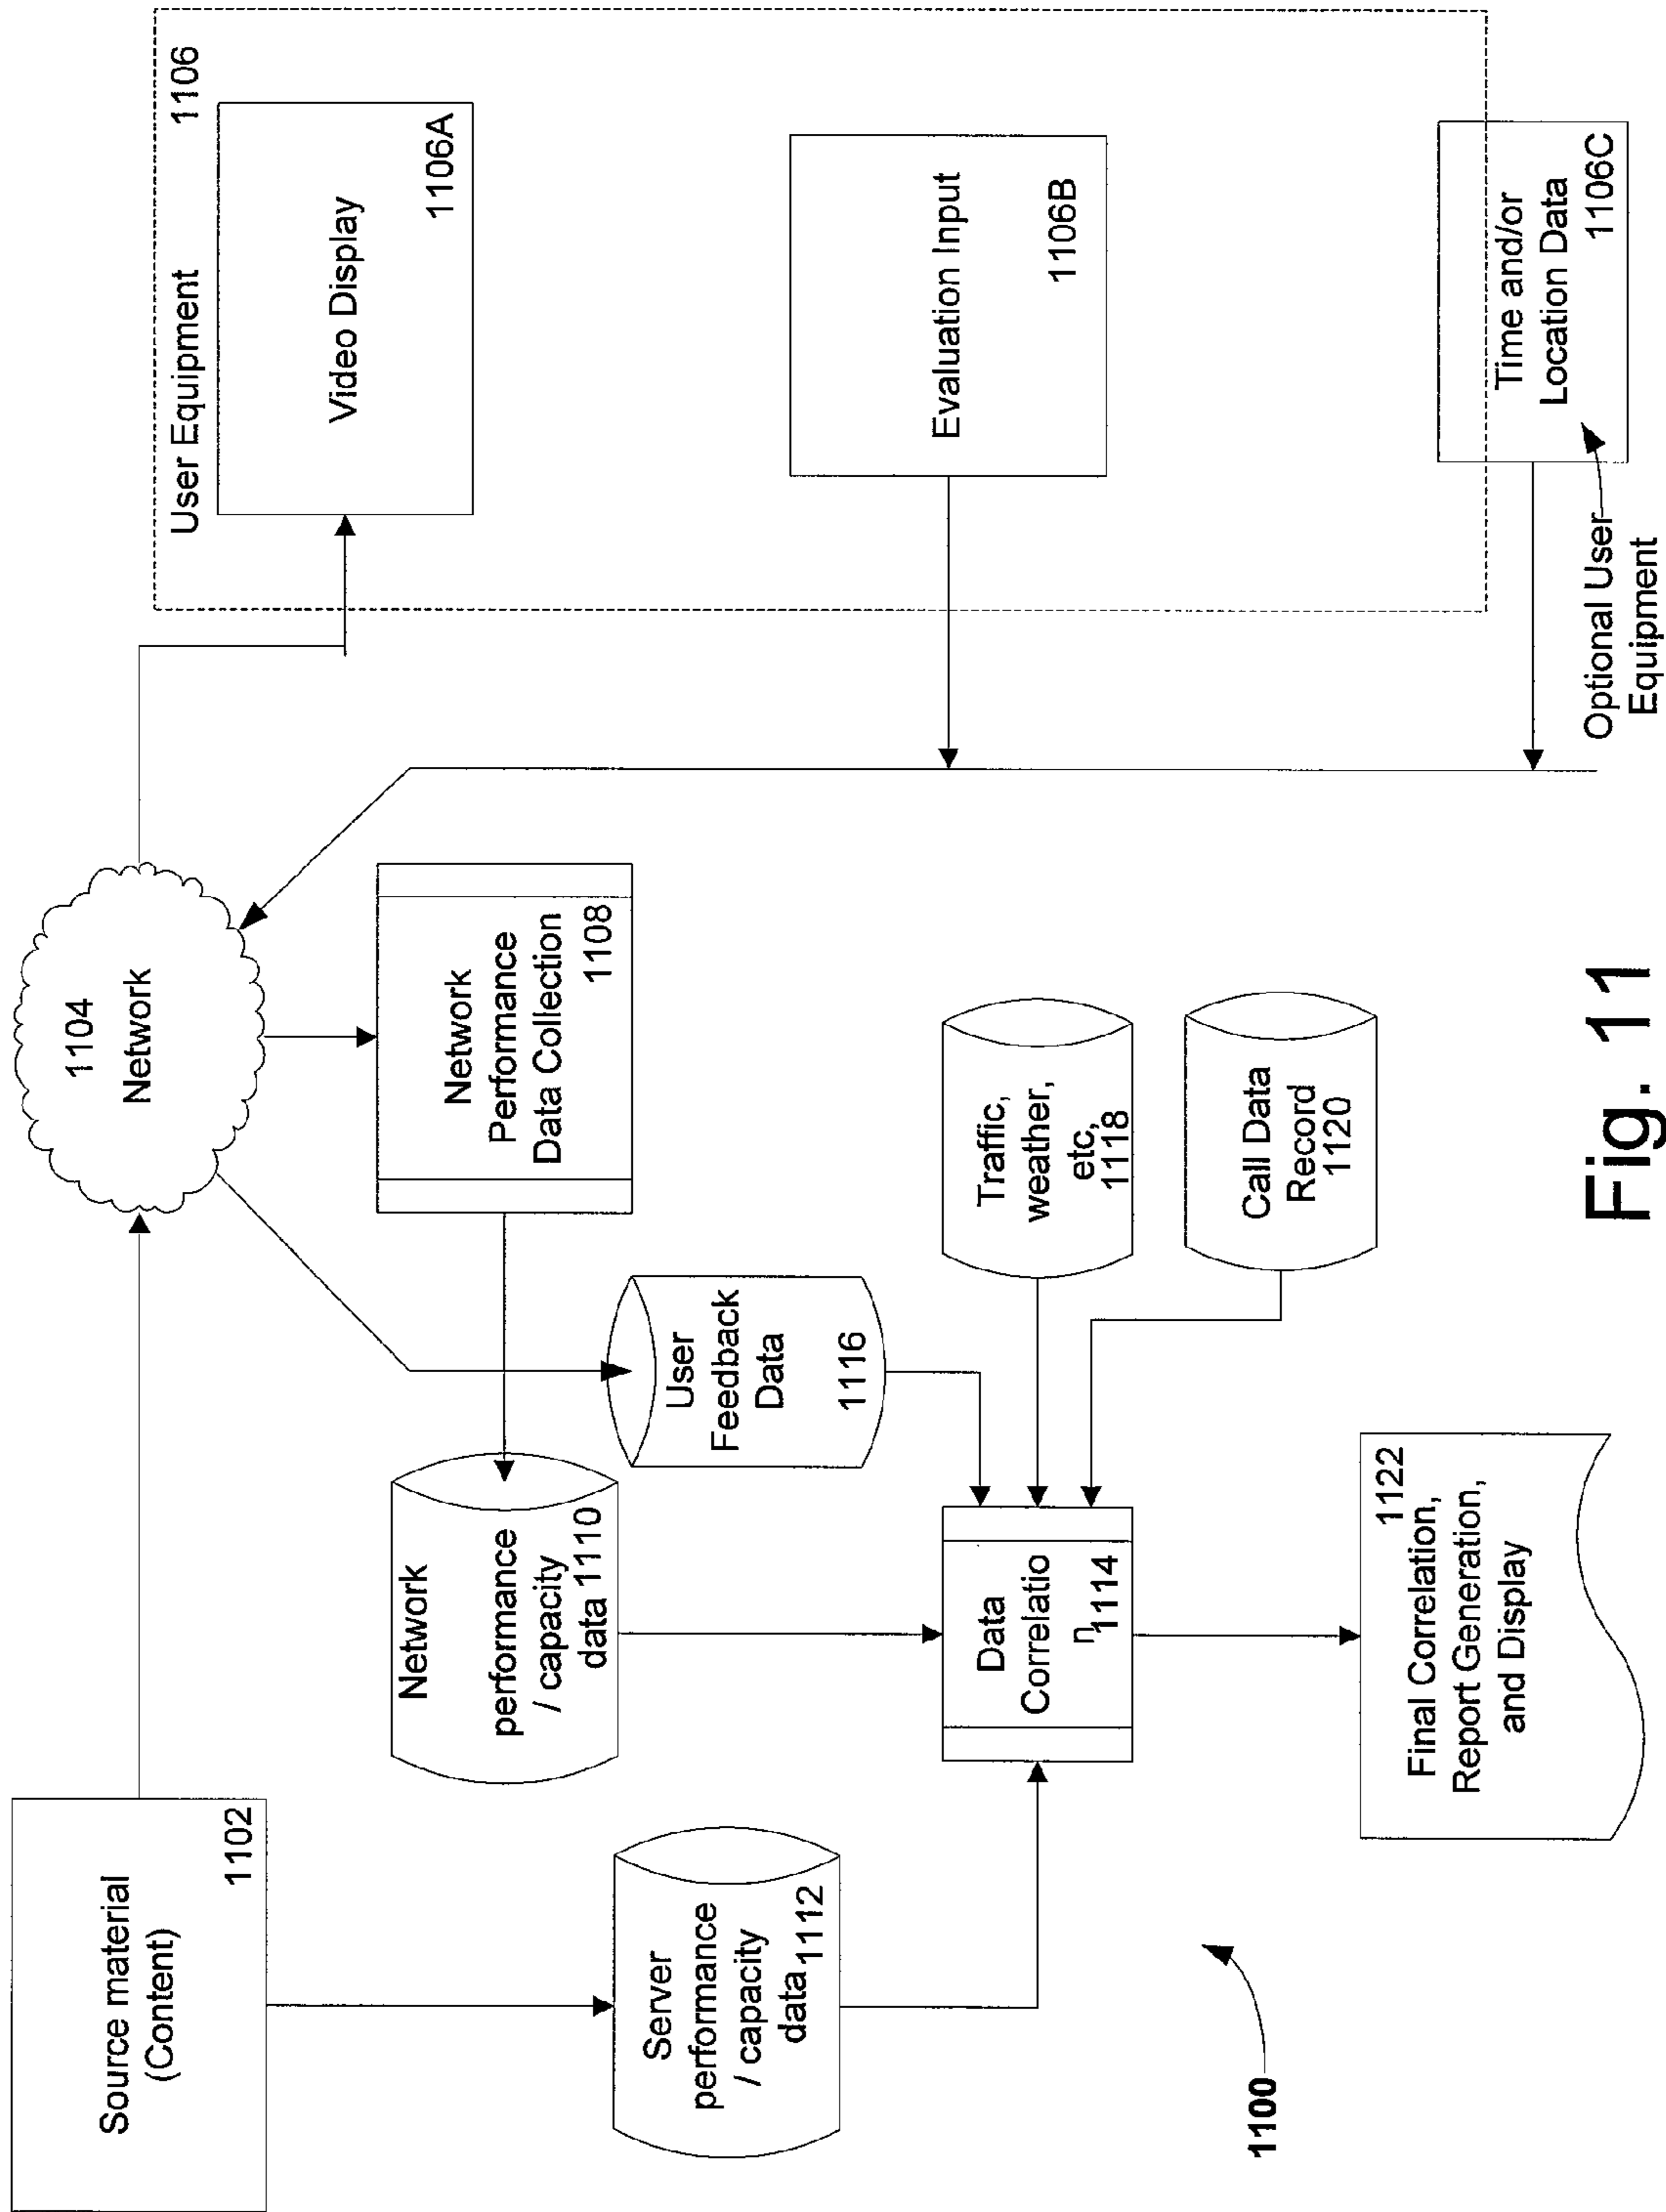 Source material
(Content)
1102
1104
Network
User Equipment 1106
Video Display
1106A
Network
Performance
Data Collection
1108
Network
performance
/ capacity
data 1110
User
Feedback
Data
1116
Server
performance
/ capacity
data 1112
Evaluation Input
1106B
Data
Correlatio
n 1114
Traffic,
weather,
etc,
1118
Call Data
Record
1120
Time and/or
Location Data
1106C
Optional User
Equipment
1122
Final Correlation,
Report Generation,
and Display
1100
Fig. 11